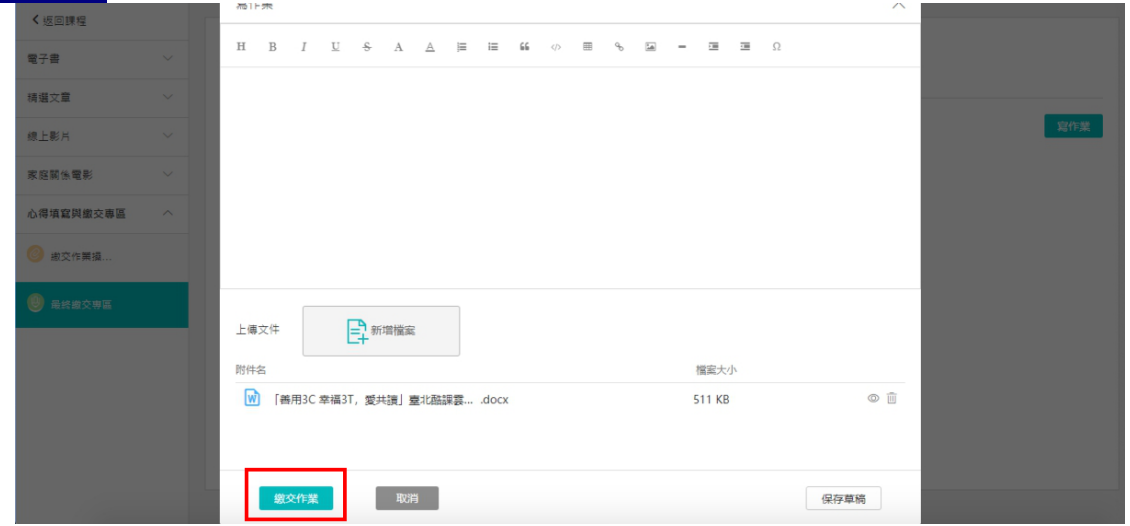 返回課程
寫作業
H B I U S A A Ω
電子書
精選文章
線上影片
寫作業
家庭關係電影
心得填寫與繳交專區
繳交作業操...
最終繳交專區
上傳文件
新增檔案
附件名 檔案大小
「善用3C 幸福3T，愛共讀」臺北酷課雲... .docx 511 KB
繳交作業 取消 保存草稿